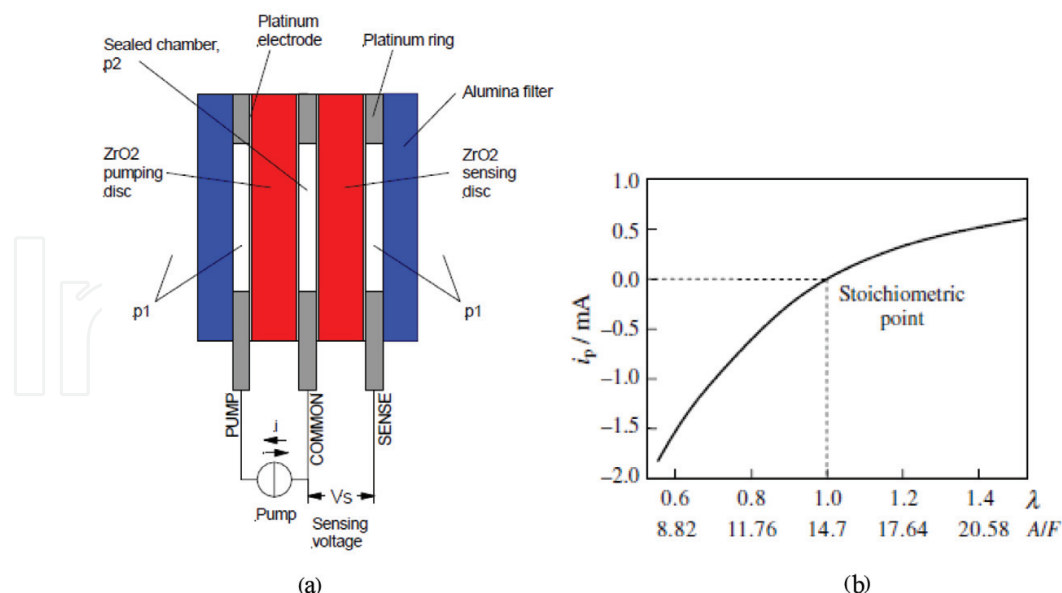 Platinum
electrode
Sealed chamber,
p2
Platinum ring
Alumina filter
ZrO2
pumping
disc
ZrO2
sensing
disc
p1
p1
PUMP
COMMON
SENSE
i
Vs
Pump
Sensing
voltage
(a)
1.0
0.5
0.0
−0.5
−1.0
−1.5
−2.0
ip / mA
Stoichiometric
point
0.6 0.8 1.0 1.2 1.4 λ
8.82 11.76 14.7 17.64 20.58 A/F
(b)